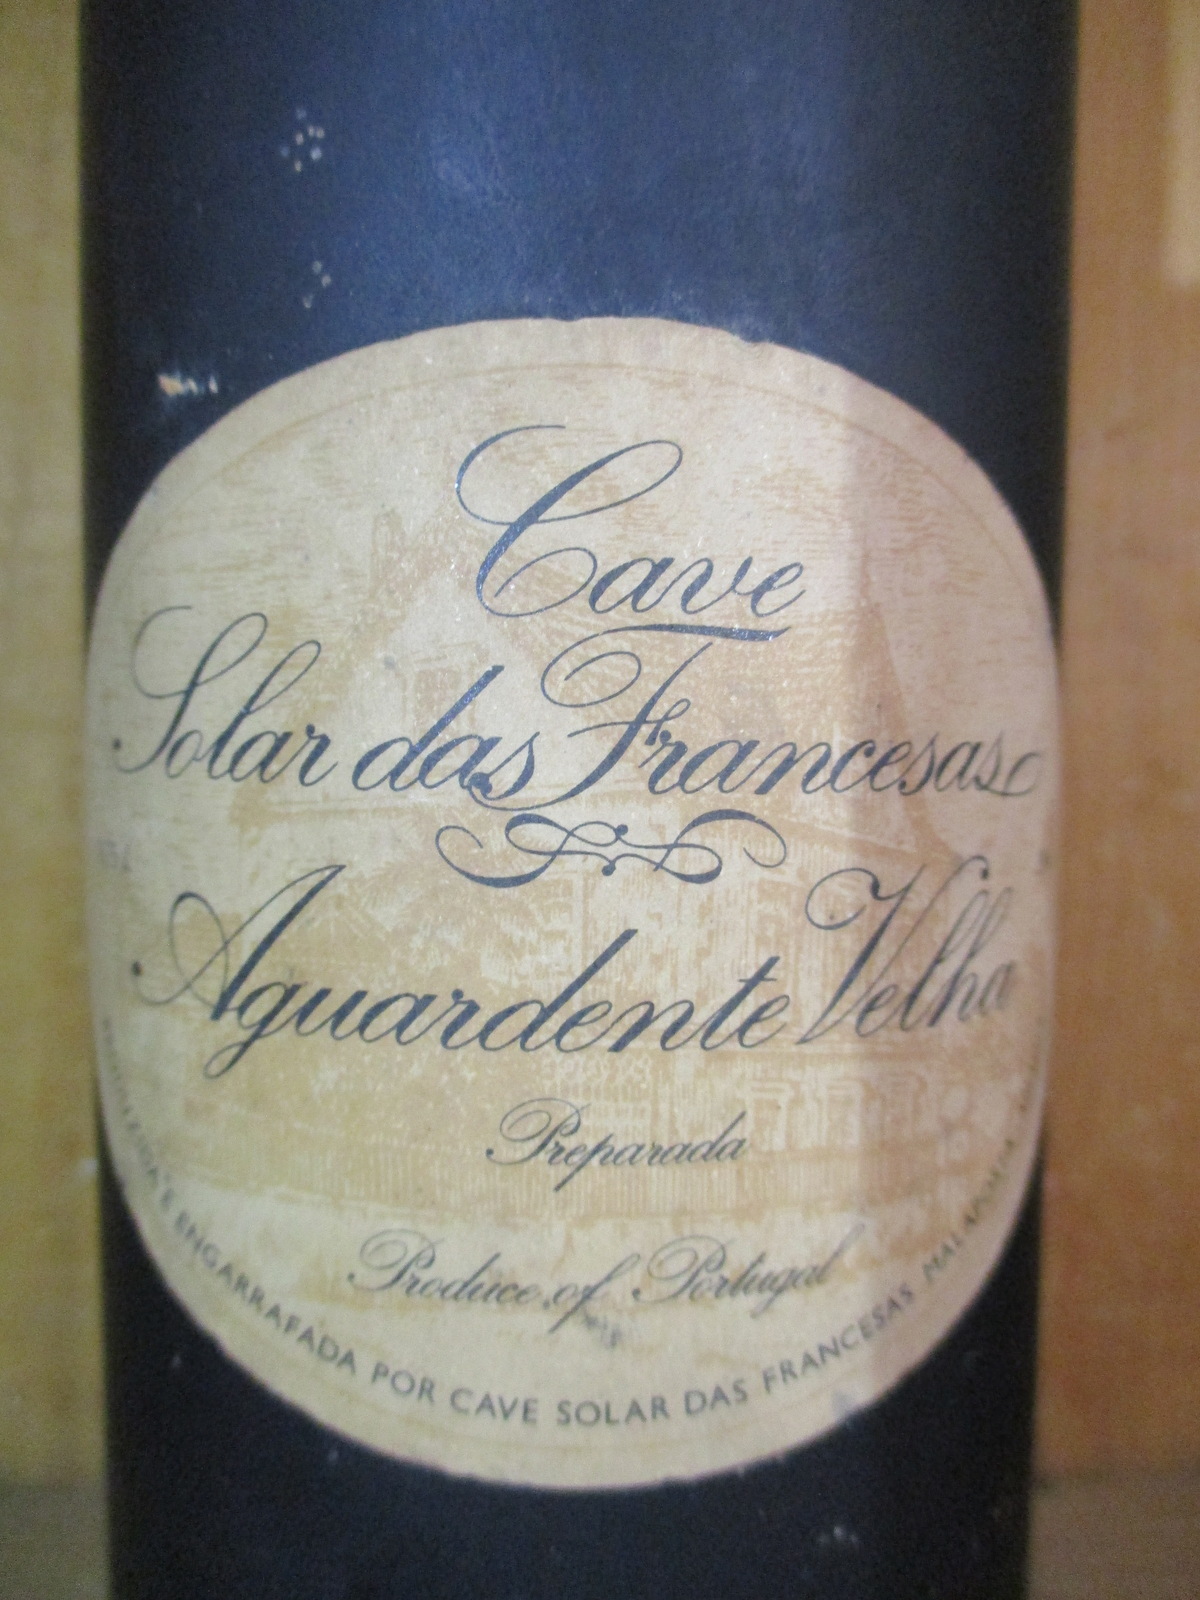 Cave
Solar das Francesas
Aguardente Velha
Preparada
Produce of Portugal
E ENGARRAFADA POR CAVE SOLAR DAS FRANCESAS